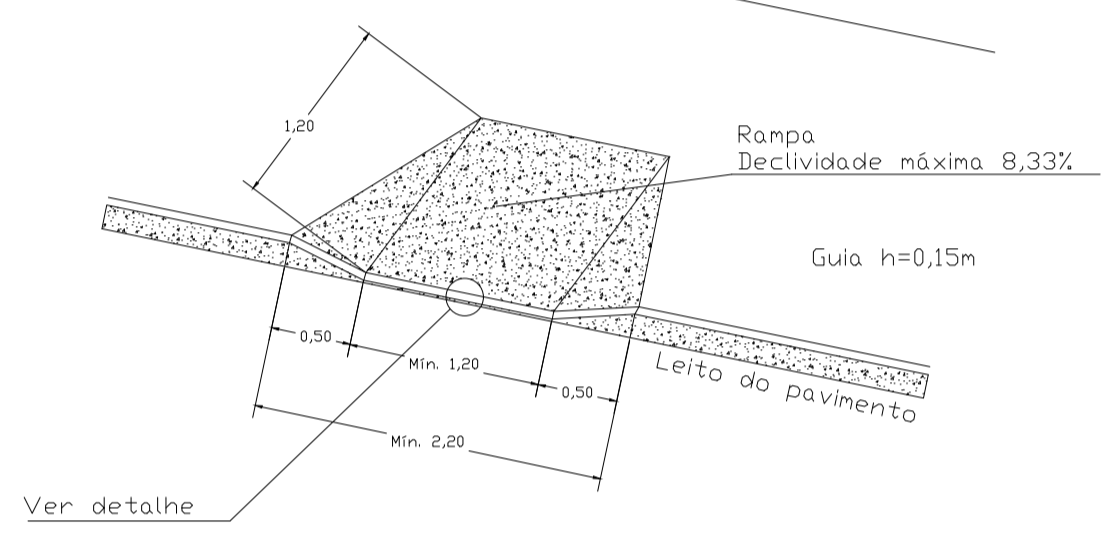 1,20
Rampa
Declividade máxima 8,33%
Guia h=0,15m
0,50
Mín. 1,20
0,50
Leito do pavimento
Mín. 2,20
Ver detalhe